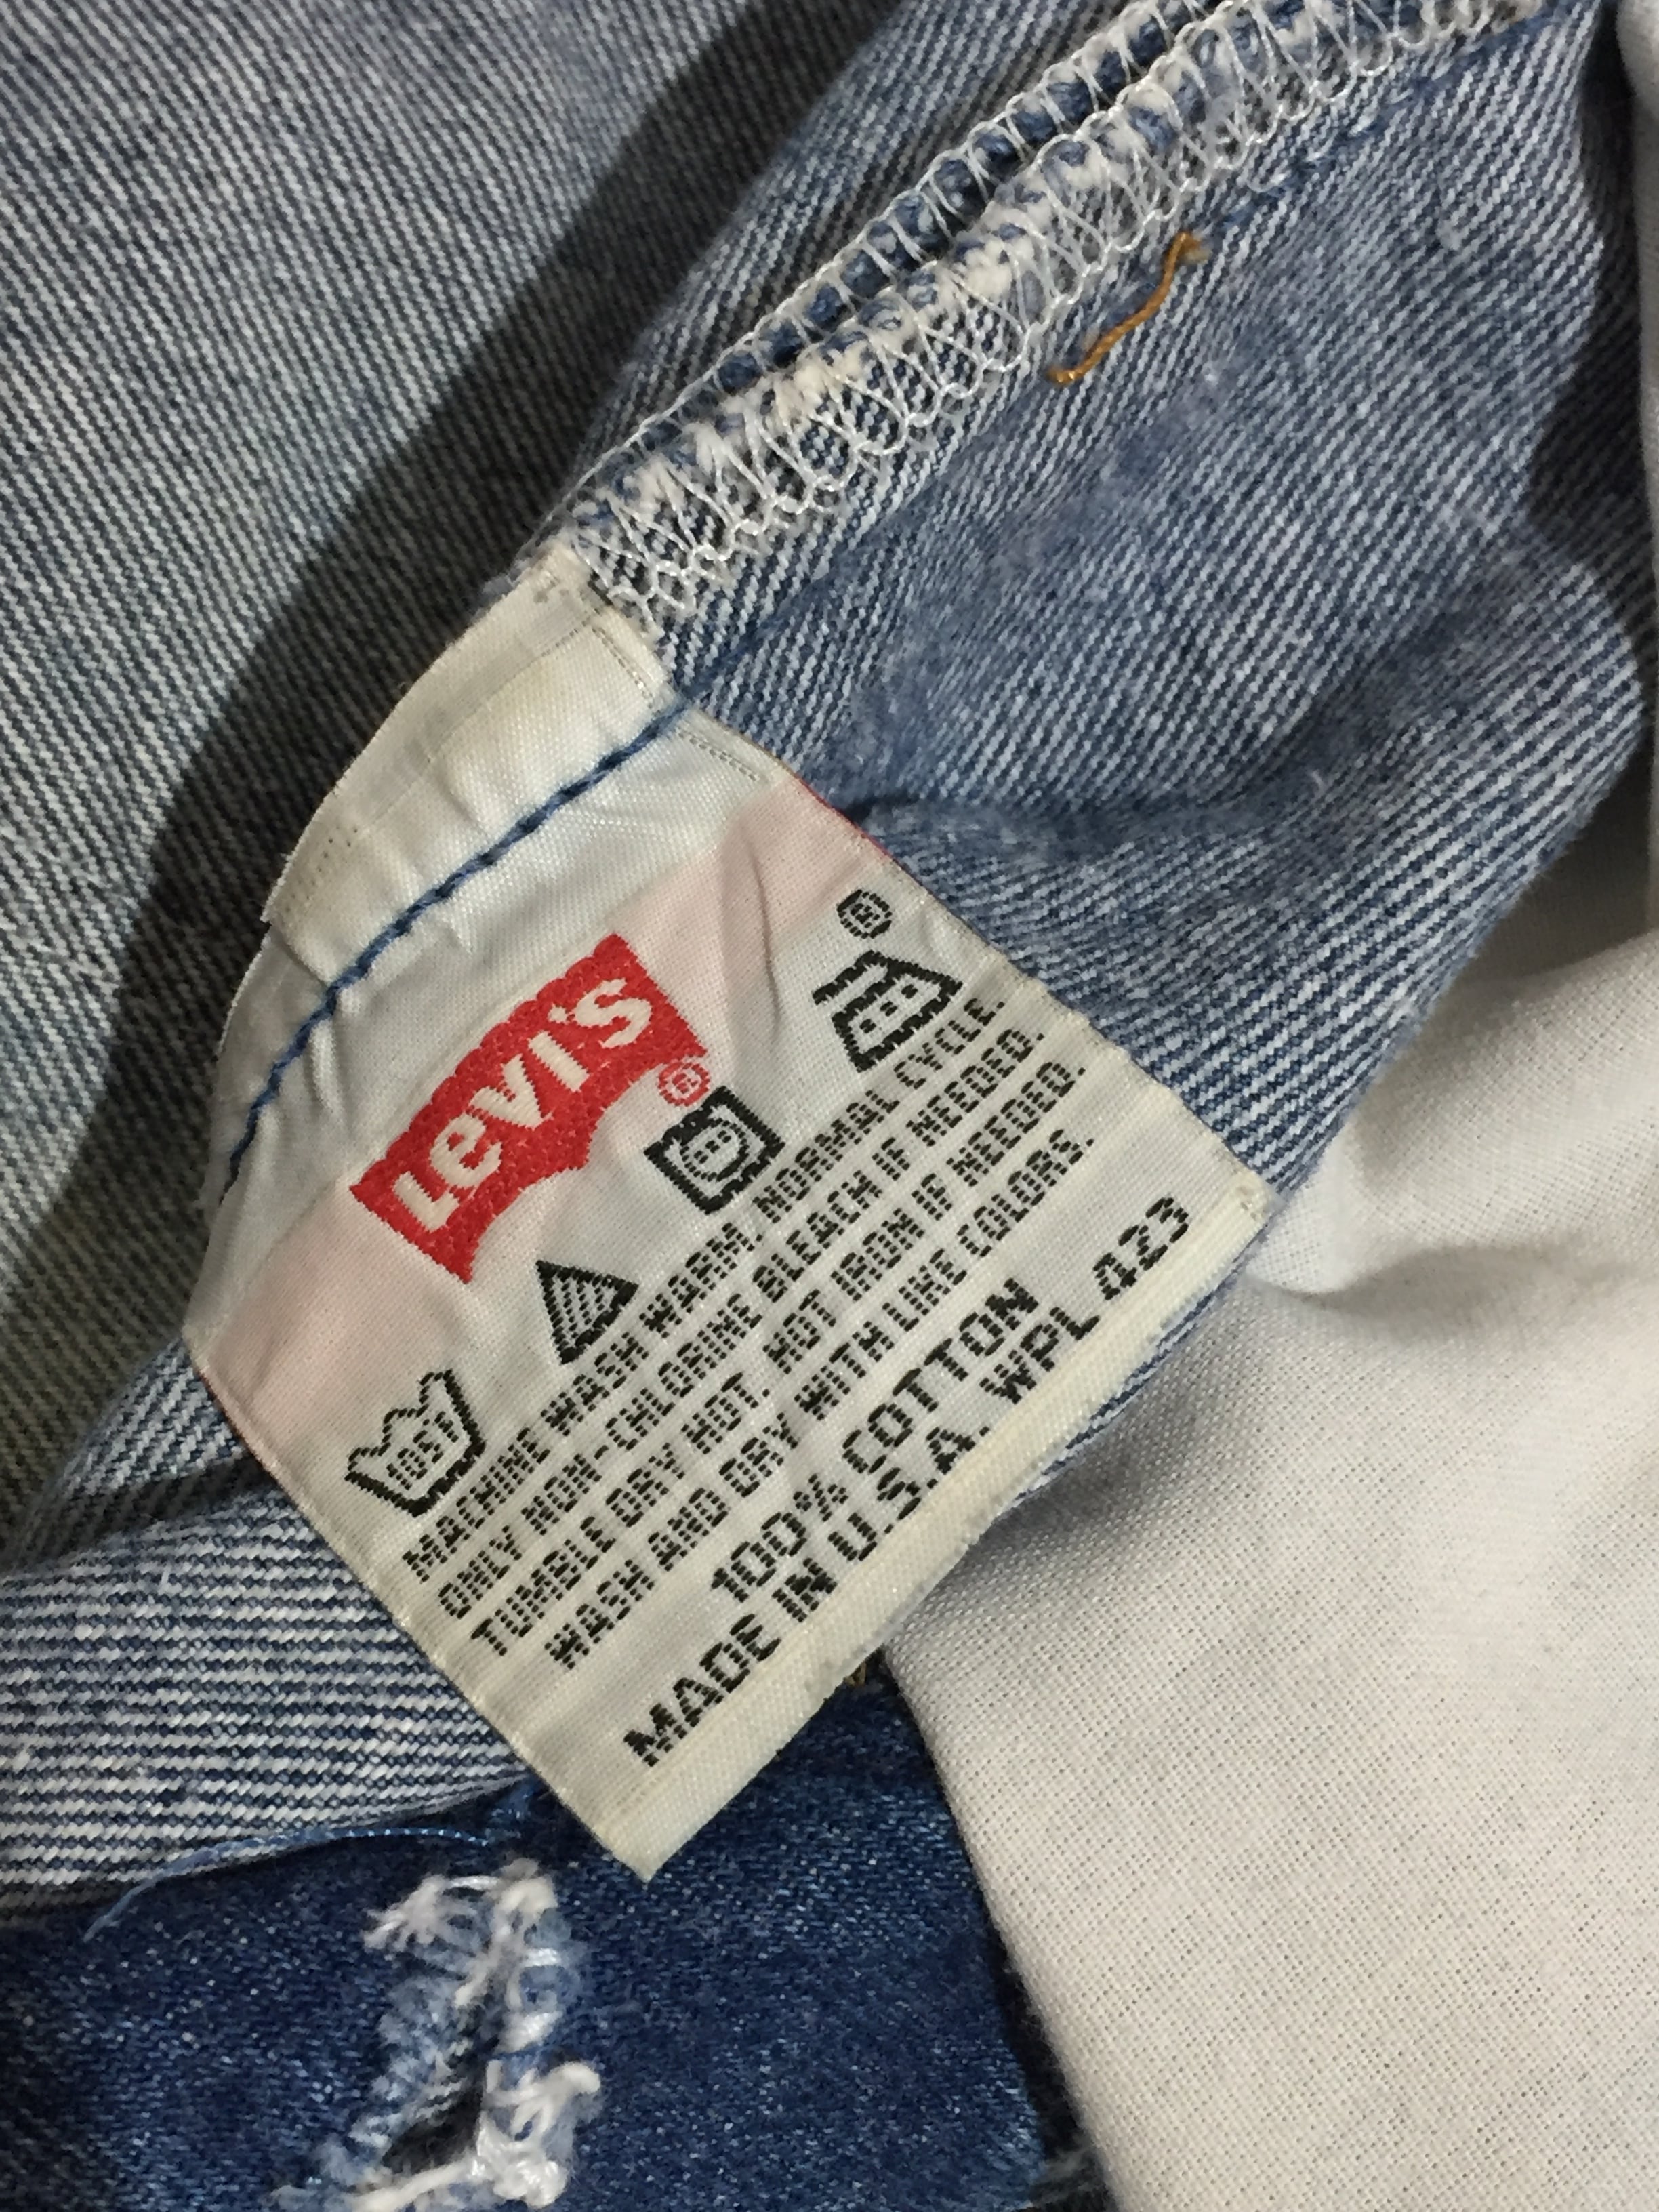 Levi's®
105F
®
MACHINE WASH WARM, NORMAL CYCLE.
ONLY NON-CHLORINE BLEACH IF NEEDED.
TUMBLE DRY HOT. HOT IRON IF NEEDED.
WASH AND DRY WITH LIKE COLORS.
100% COTTON
MADE IN U.S.A. WPL 423